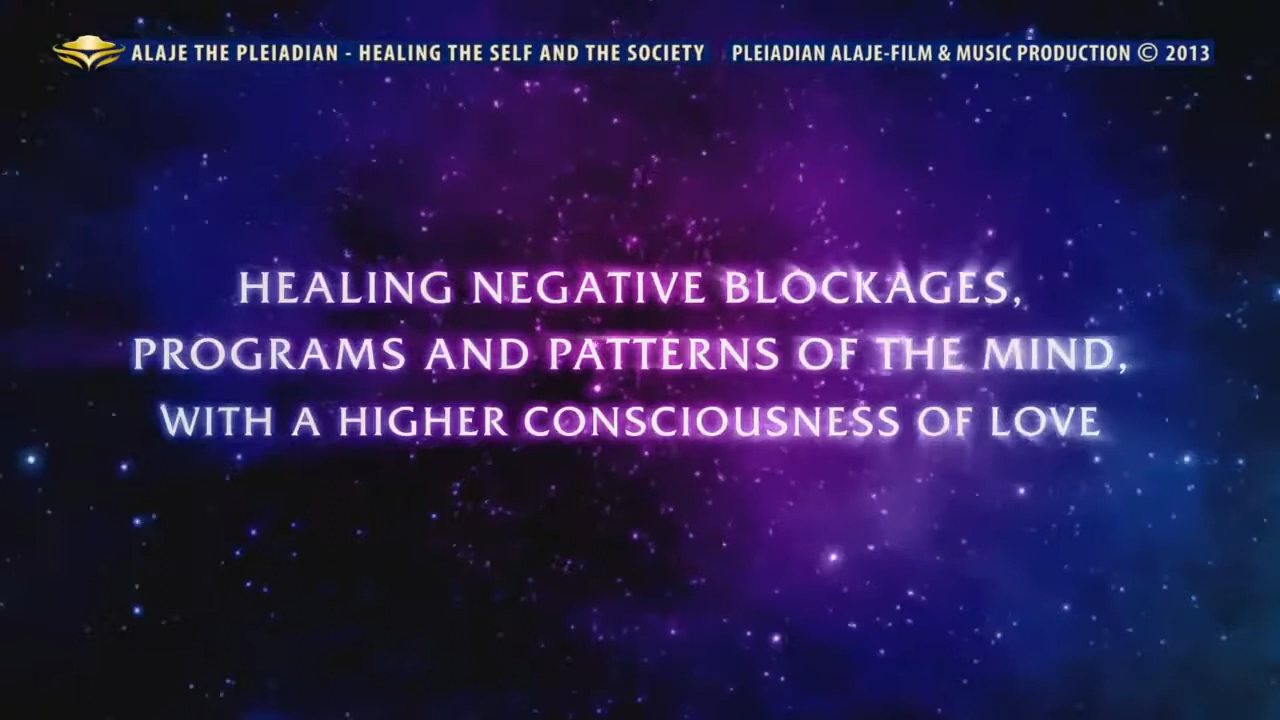 ALAJE THE PLEIADIAN - HEALING THE SELF AND THE SOCIETY PLEIADIAN ALAJE-FILM & MUSIC PRODUCTION © 2013
HEALING NEGATIVE BLOCKAGES,
PROGRAMS AND PATTERNS OF THE MIND,
WITH A HIGHER CONSCIOUSNESS OF LOVE